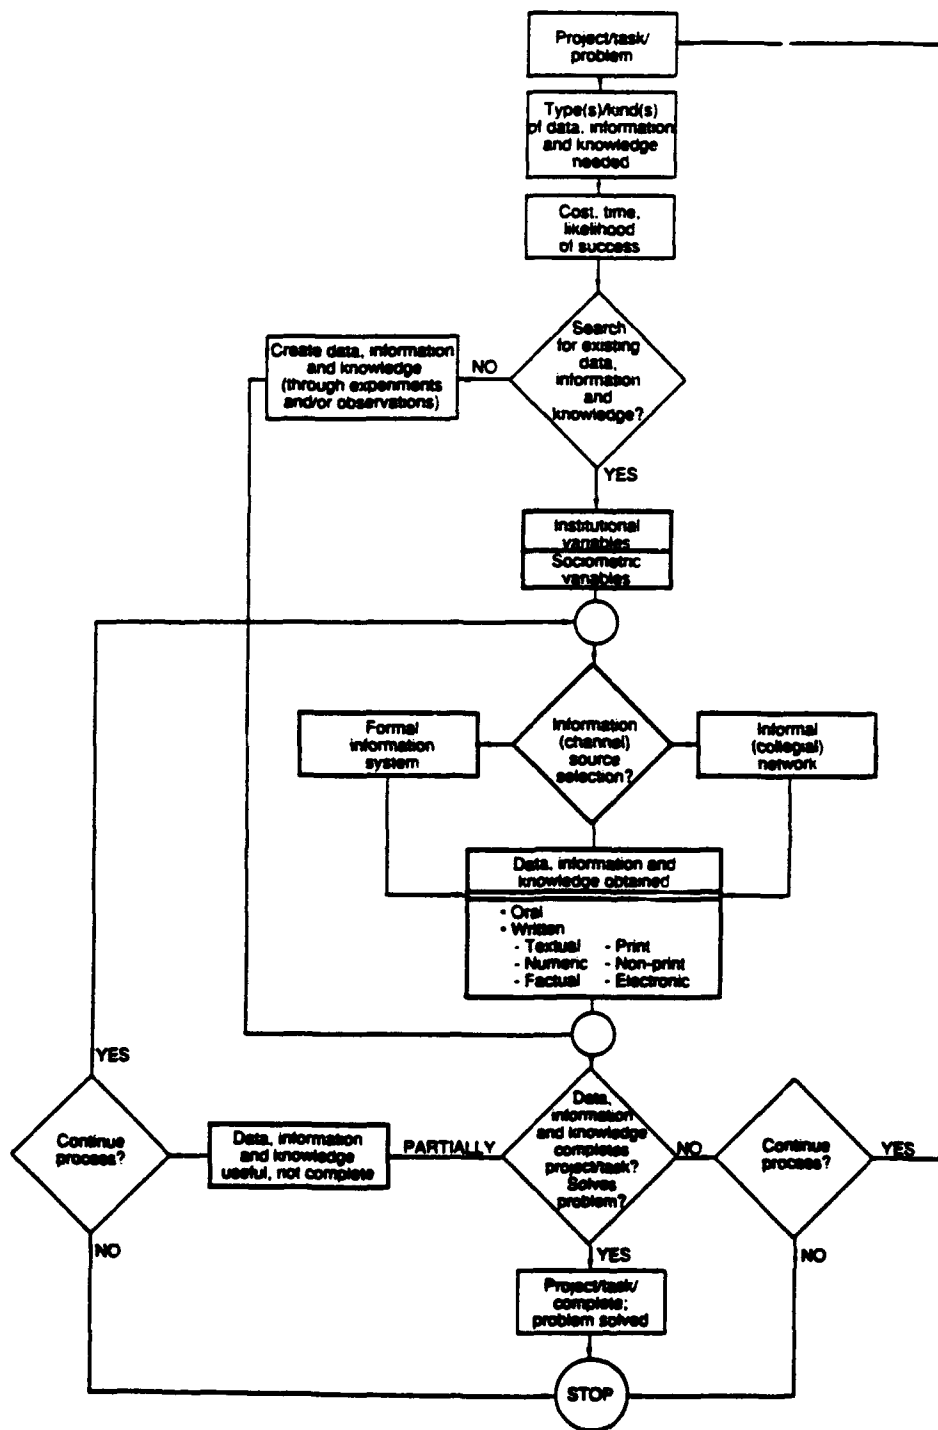 Project/task/
problem
Type(s)/kind(s)
of data, information
and knowledge
needed
Cost, time,
likelihood
of success
Search
for existing
data,
information
and
knowledge?
NO
Create data, information
and knowledge
(through experiments
and/or observations)
YES
Institutional
variables
Sociometric
variables
Formal
information
system
Information
(channel)
source
selection?
Informal
(collegial)
network
Data, information and
knowledge obtained
• Oral
• Written
- Textual - Print
- Numeric - Non-print
- Factual - Electronic
YES
Continue
process?
Data, information
and knowledge
useful, not complete
PARTIALLY
Data,
information
and knowledge
completes
project/task?
Solves
problem?
NO
Continue
process?
YES
NO
YES
NO
Project/task/
complete;
problem solved
STOP